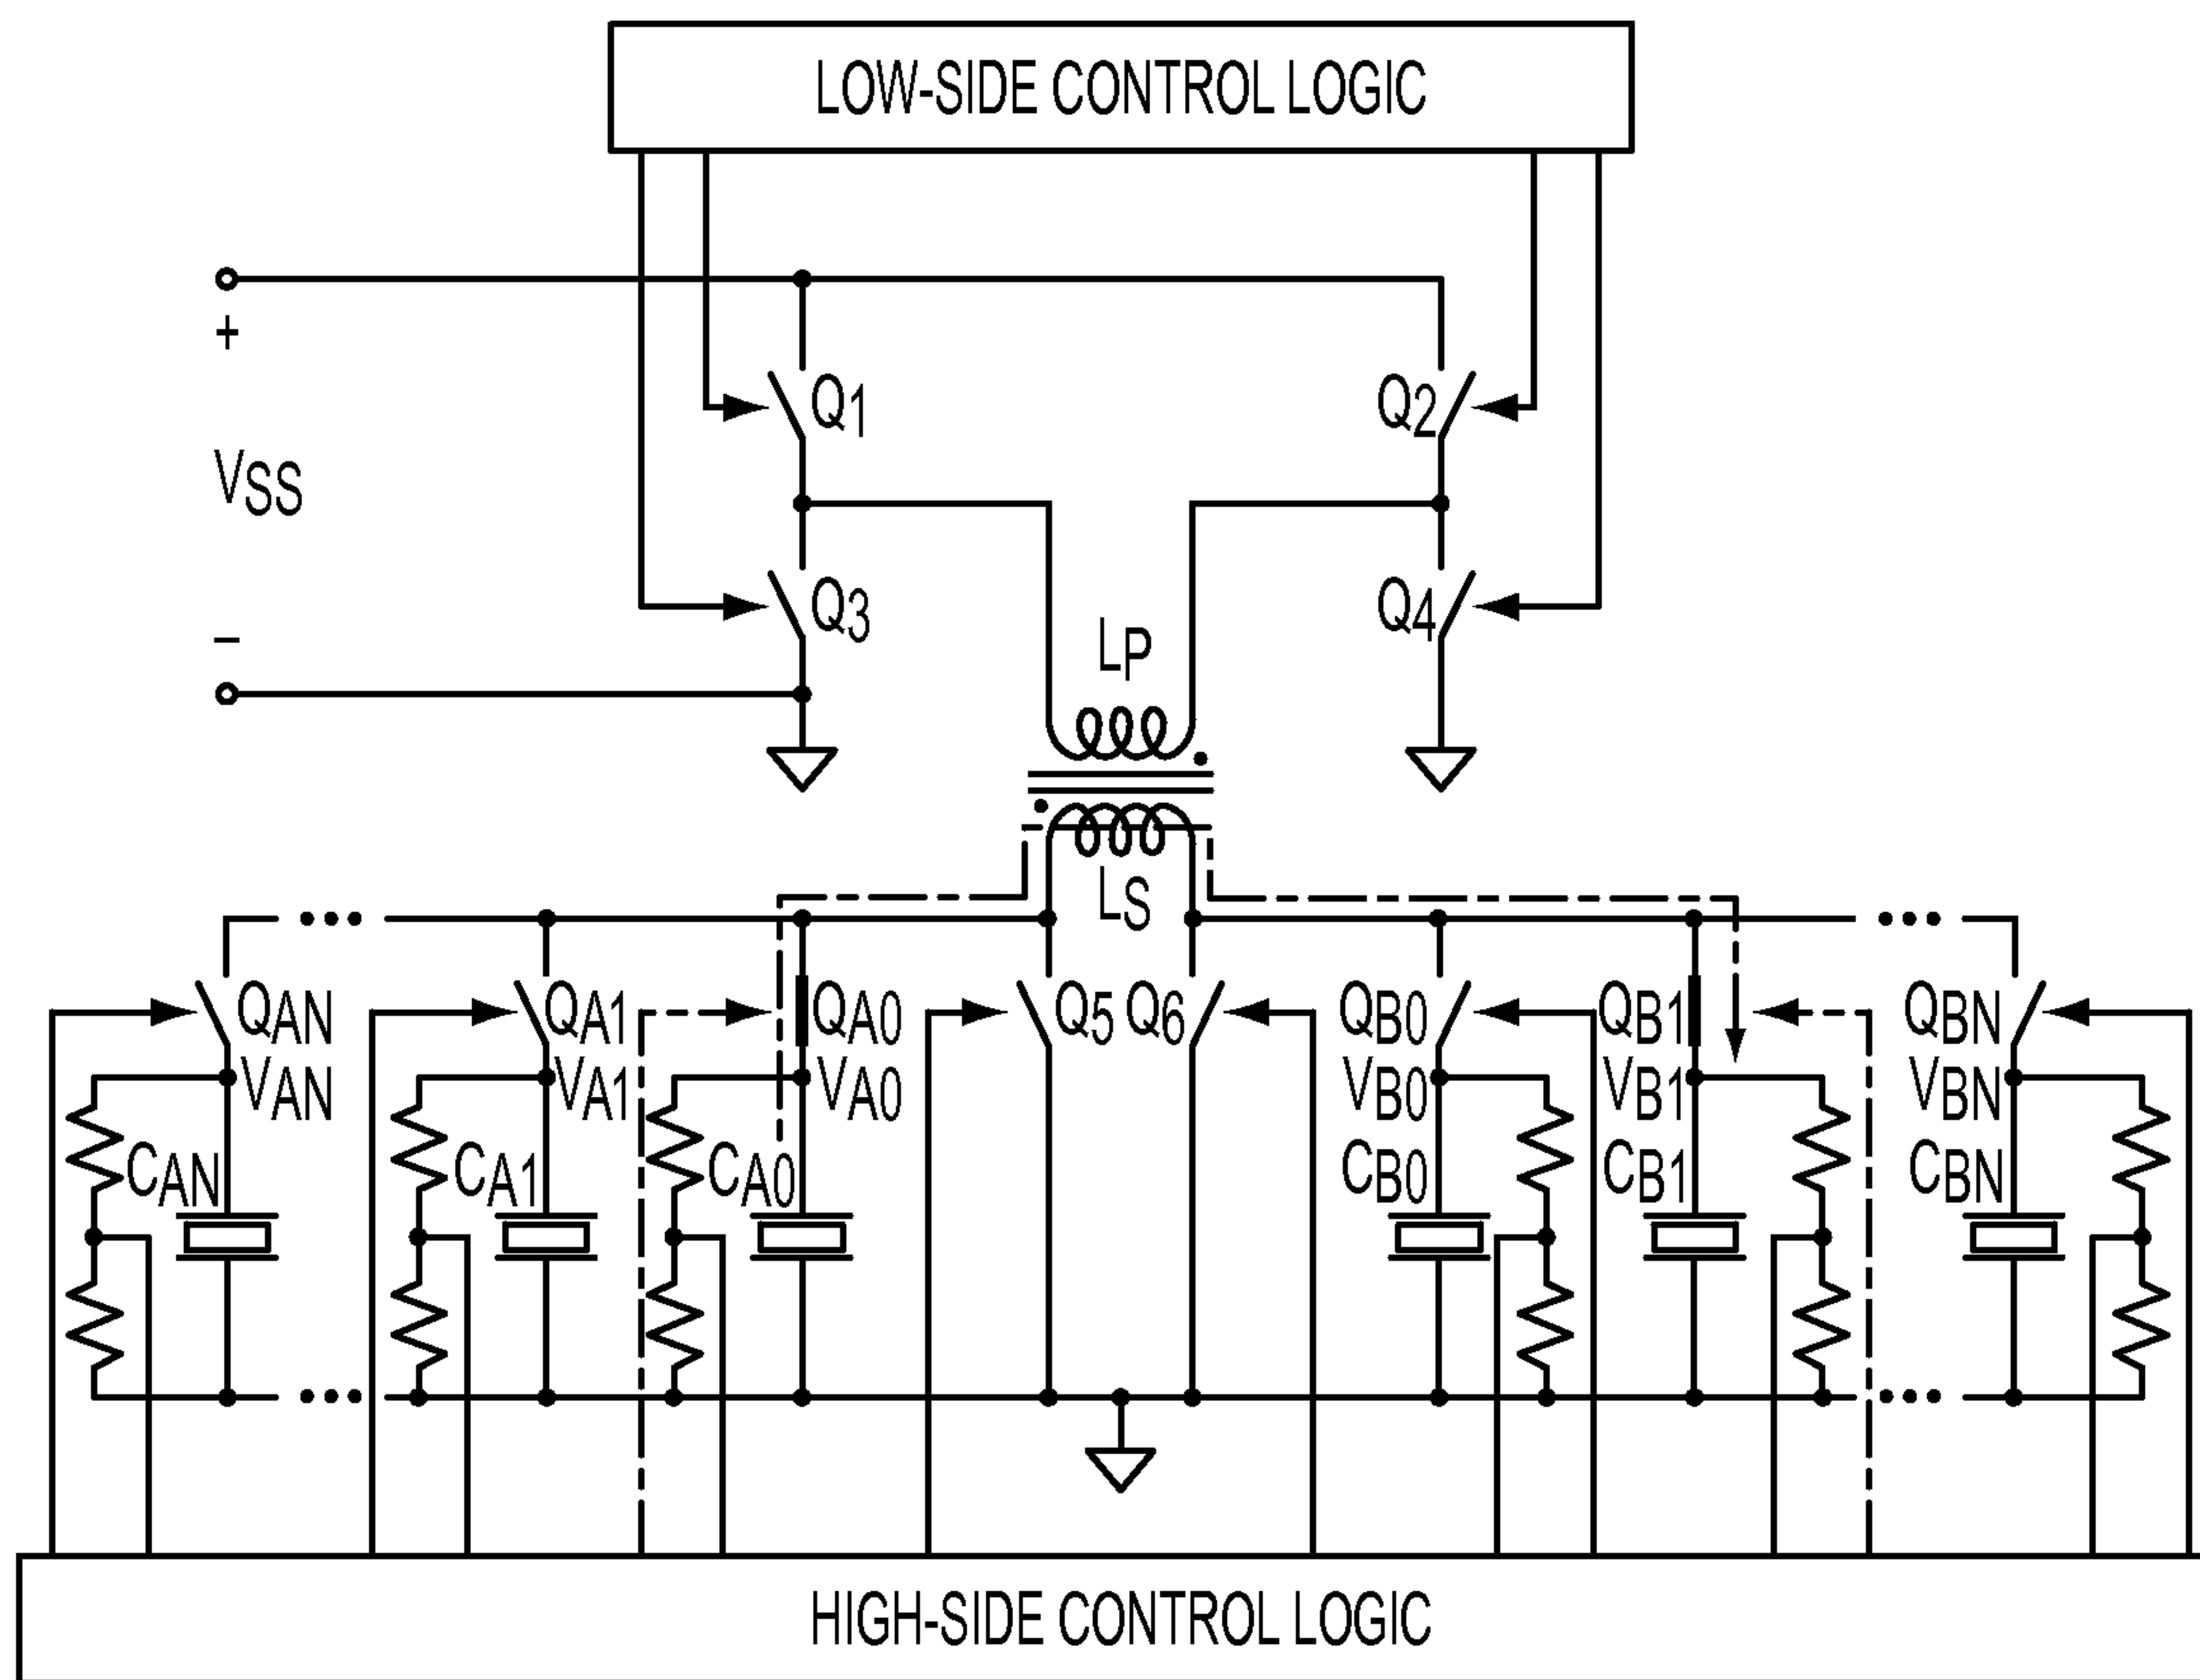 LOW-SIDE CONTROL LOGIC
+
VSS
−
Q1
Q2
Q3
Q4
LP
LS
QAN
VAN
CAN
QA1
VA1
CA1
QA0
VA0
CA0
Q5
Q6
QB0
VB0
CB0
QB1
VB1
CB1
QBN
VBN
CBN
HIGH-SIDE CONTROL LOGIC